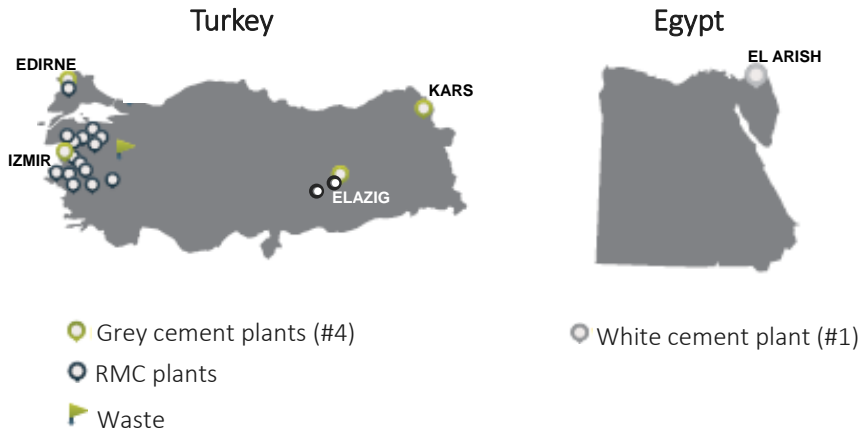 Turkey
Egypt
EDIRNE
EL ARISH
KARS
IZMIR
ELAZIG
Grey cement plants (#4)
White cement plant (#1)
RMC plants
Waste